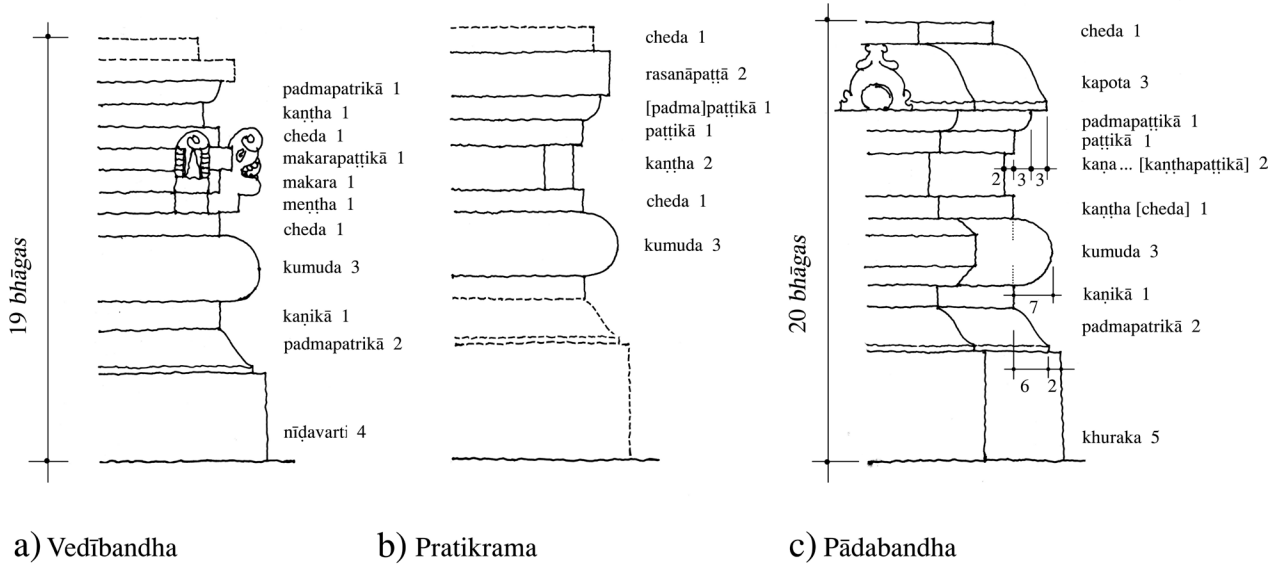 19 bhāgas
padmapatrikā 1
kaṇṭha 1
cheda 1
makarapaṭṭikā 1
makara 1
meṇṭha 1
cheda 1
kumuda 3
kaṇikā 1
padmapatrikā 2
nīḍavarti 4
a) Vedībandha
cheda 1
rasanāpaṭṭā 2
[padma]paṭṭikā 1
paṭṭikā 1
kaṇṭha 2
cheda 1
kumuda 3
b) Pratikrama
20 bhāgas
cheda 1
kapota 3
padmapaṭṭikā 1
paṭṭikā 1
2 3 3
kaṇa... [kaṇṭhapaṭṭikā] 2
kaṇṭha [cheda] 1
kumuda 3
kaṇikā 1
7
padmapatrikā 2
6 2
khuraka 5
c) Pādabandha